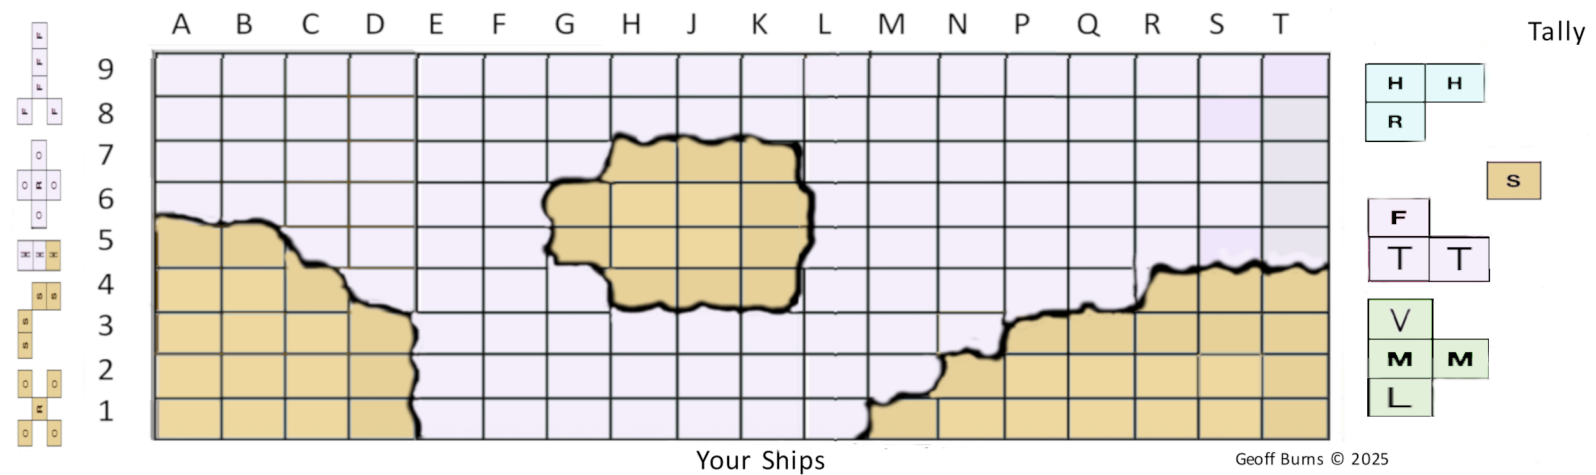 A B C D E F G H J K L M N P Q R S T
Tally
9
8
7
6
5
4
3
2
1
F
F
F
F F
O
O R O
O
H H H
S S
S
S
O O
R
O O
H H
R
S
F
T T
V
M M
L
Your Ships
Geoff Burns © 2025